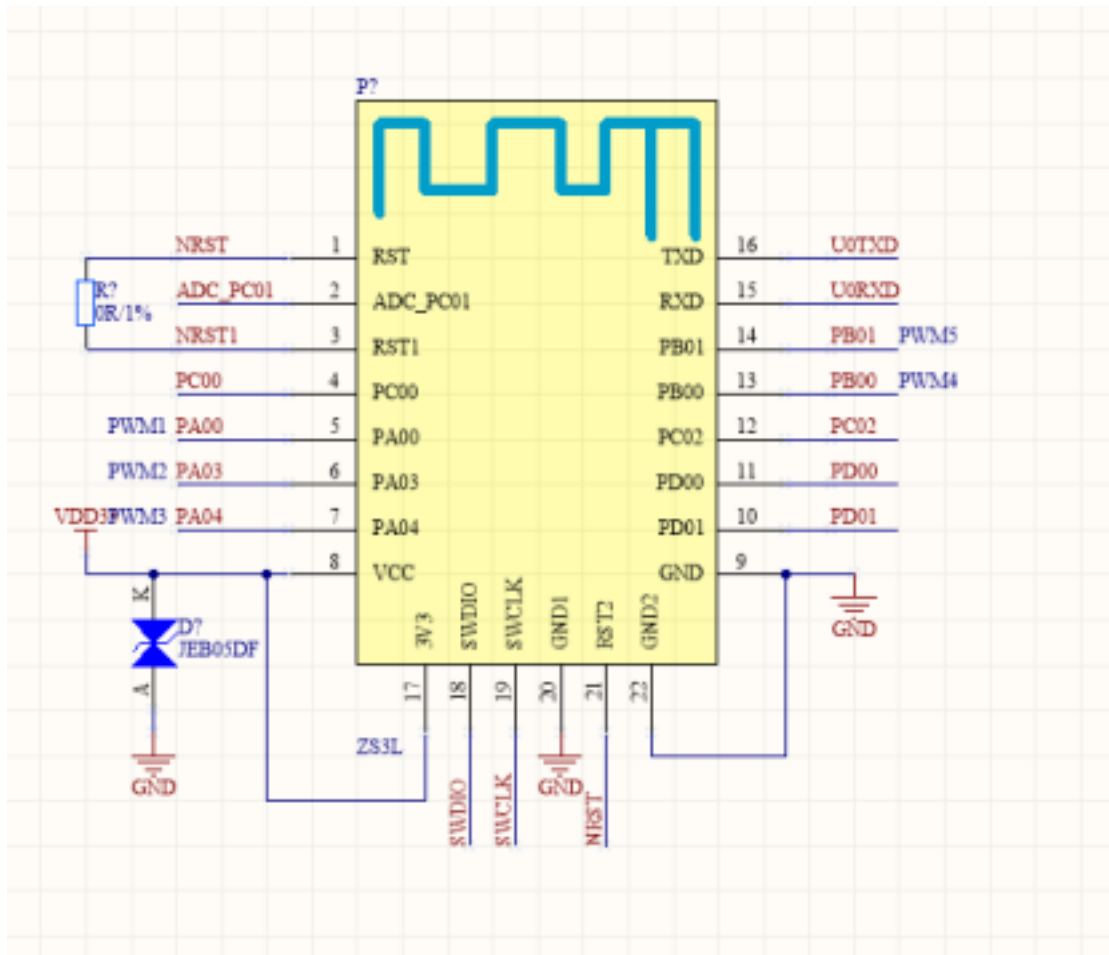 P?
NRST 1 RST TXD 16 U0TXD
R? ADC_PC01 2 ADC_PC01 RXD 15 U0RXD
0R/1%
NRST1 3 RST1 PB01 14 PB01 PWM5
PC00 4 PC00 PB00 13 PB00 PWM4
PWM1 PA00 5 PA00 PC02 12 PC02
PWM2 PA03 6 PA03 PD00 11 PD00
PWM3 PA04 7 PA04 PD01 10 PD01
8 VCC GND 9
K 3V3 SWDIO SWCLK GND1 RST2 GND2
GND
D?
JEB05DF
A 17 18 19 20 21 22
Z83L
GND GND
SWDIO SWCLK NRST